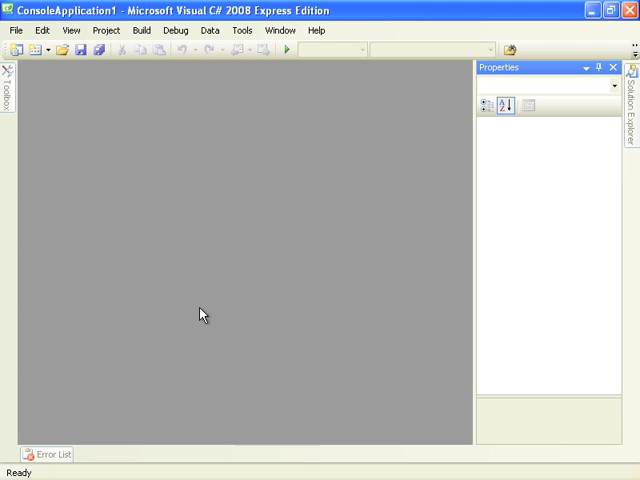 ConsoleApplication1 - Microsoft Visual C# 2008 Express Edition
File Edit View Project Build Debug Data Tools Window Help
Toolbox
Properties
Solution Explorer
Error List
Ready